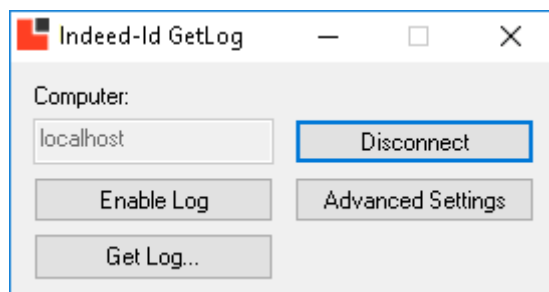 Indeed-Id GetLog
Computer:
localhost
Disconnect
Enable Log
Advanced Settings
Get Log...